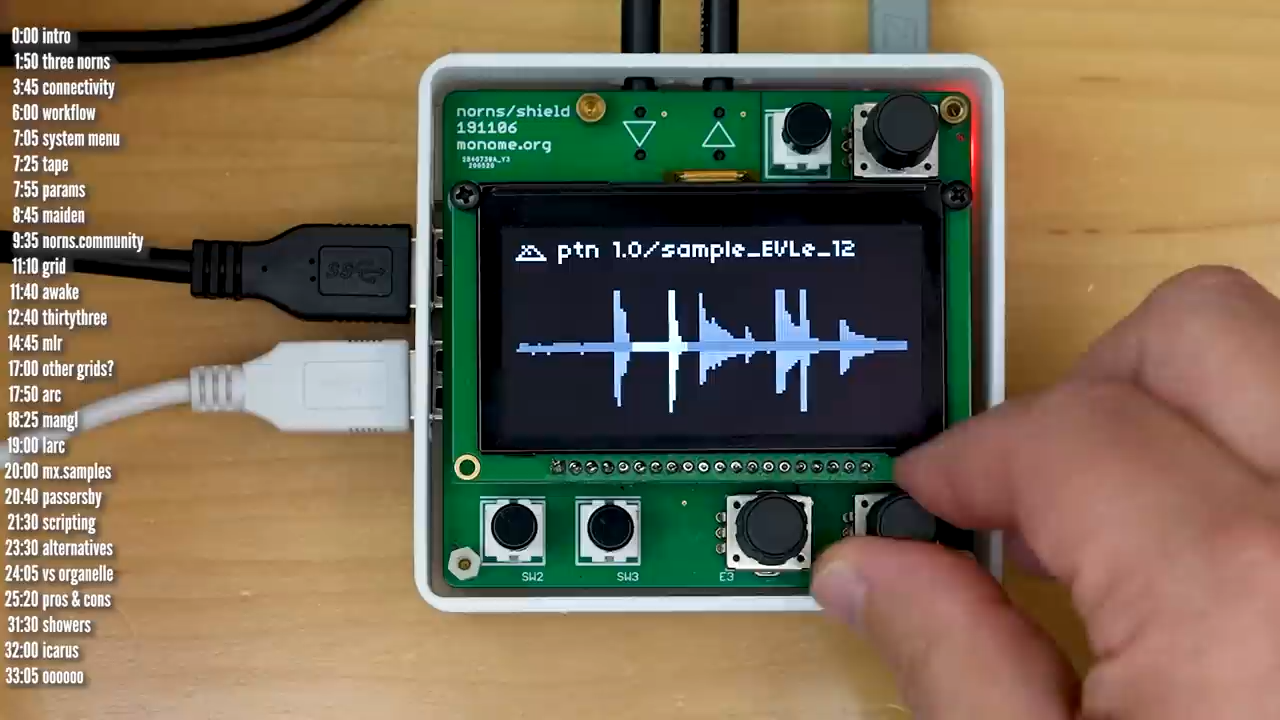 0:00 intro
1:50 three norns
3:45 connectivity
6:00 workflow
7:05 system menu
7:25 tape
7:55 params
8:45 maiden
9:35 norns.community
11:10 grid
11:40 awake
12:40 thirtythree
14:45 mlr
17:00 other grids?
17:50 arc
18:25 mangl
19:00 larc
20:00 mx.samples
20:40 passersby
21:30 scripting
23:30 alternatives
24:05 vs organelle
25:20 pros & cons
31:30 showers
32:00 icarus
33:05 oooooo
norns/shield
191106
monome.org
ptn 1.0/sample_EVLe_12
SW2
SW3
E3